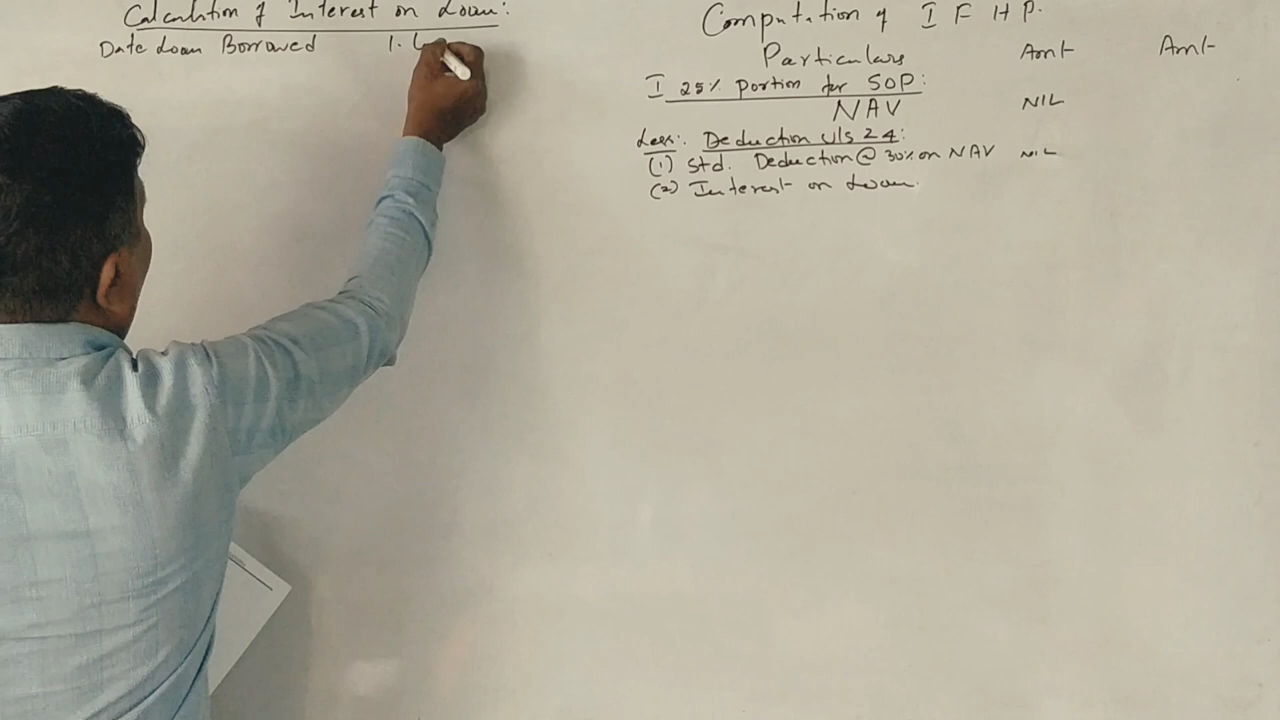 Calculation of Interest on Loan:
Date Loan Borrowed 1.
Computation of I F H P.
Particulars Amt Amt
I 25% portion for SOP:
NAV NIL
Less: Deduction U/s 24:
(1) Std. Deduction @ 30% on NAV NIL
(2) Interest on Loan.